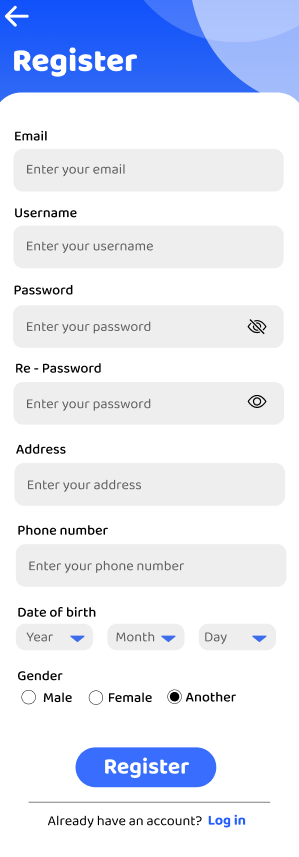 Register
Email
Enter your email
Username
Enter your username
Password
Enter your password
Re - Password
Enter your password
Address
Enter your address
Phone number
Enter your phone number
Date of birth
Year Month Day
Gender
Male Female Another
Register
Already have an account? Log in